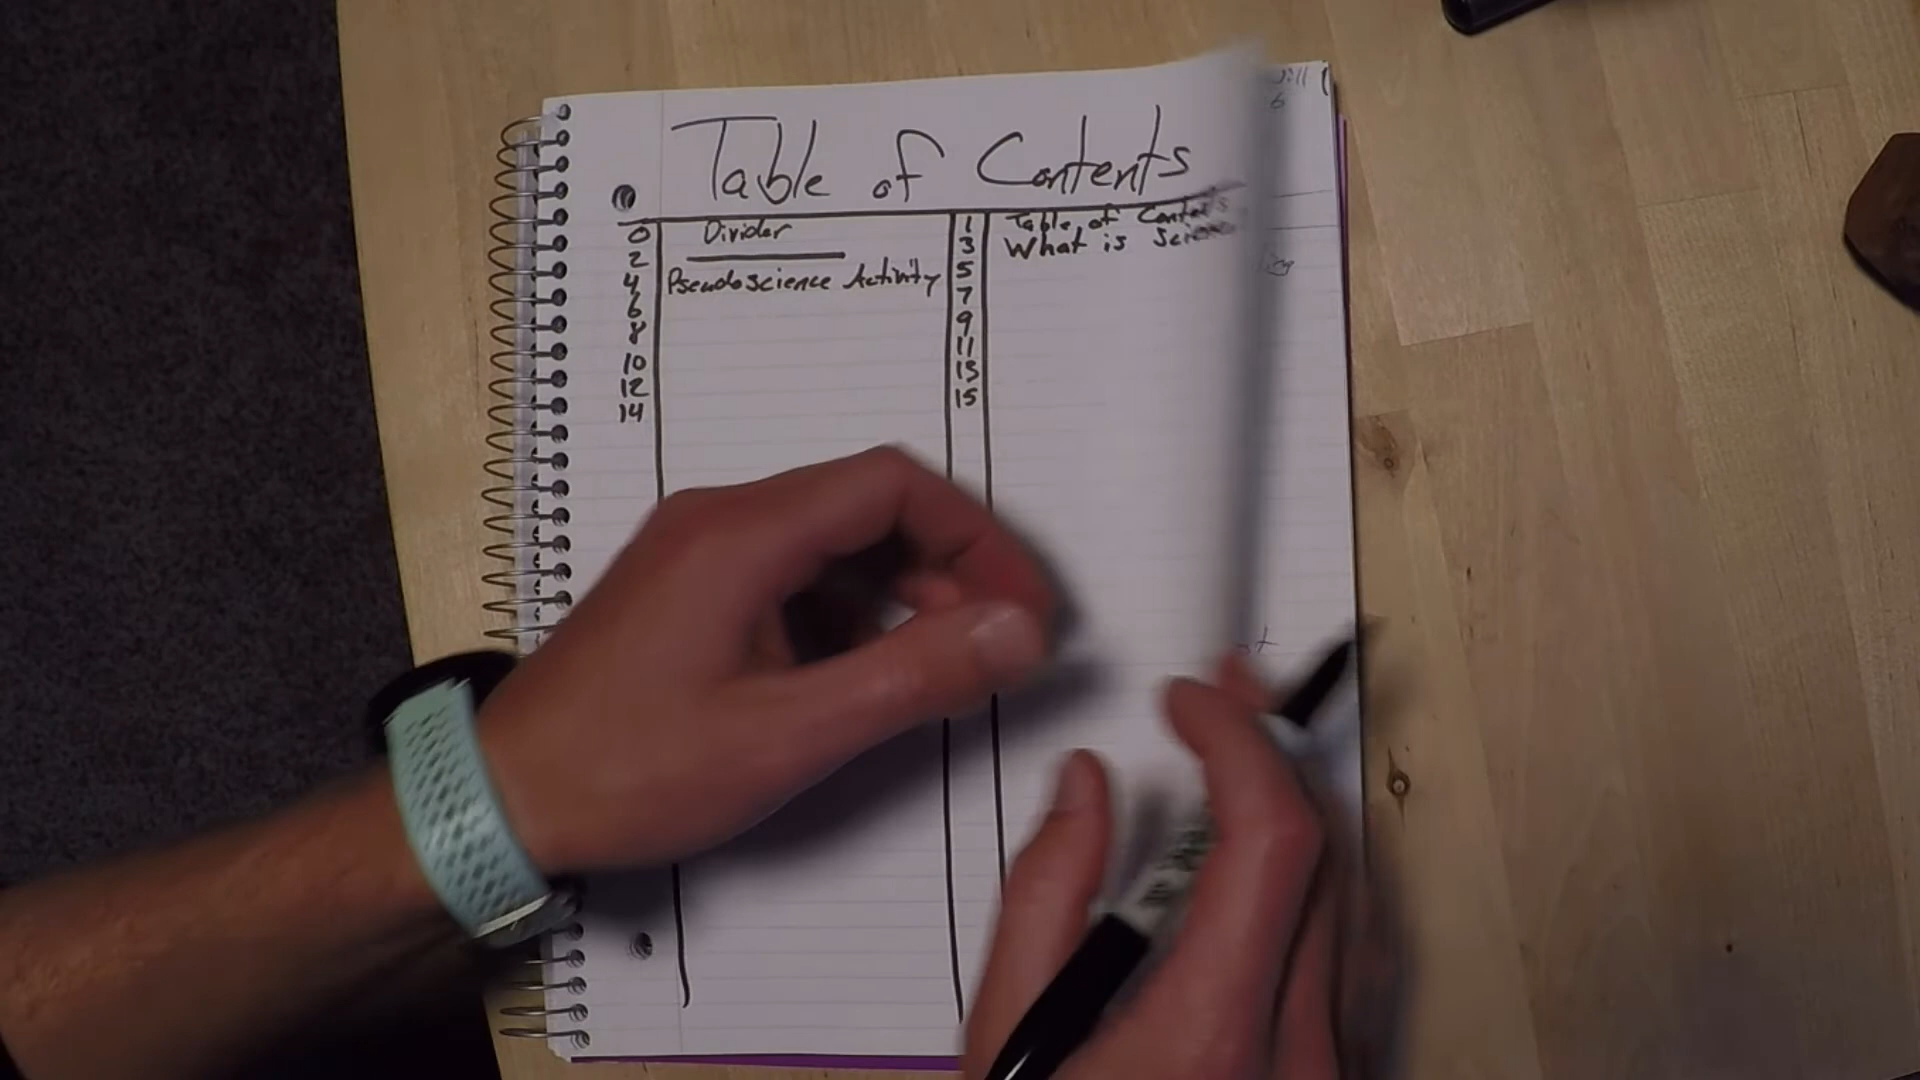 Table of Contents
0 Divider 1 Table of Contents
2 3 What is Science
4 Pseudoscience Activity 5
6 7
8 9
10 11
12 13
14 15